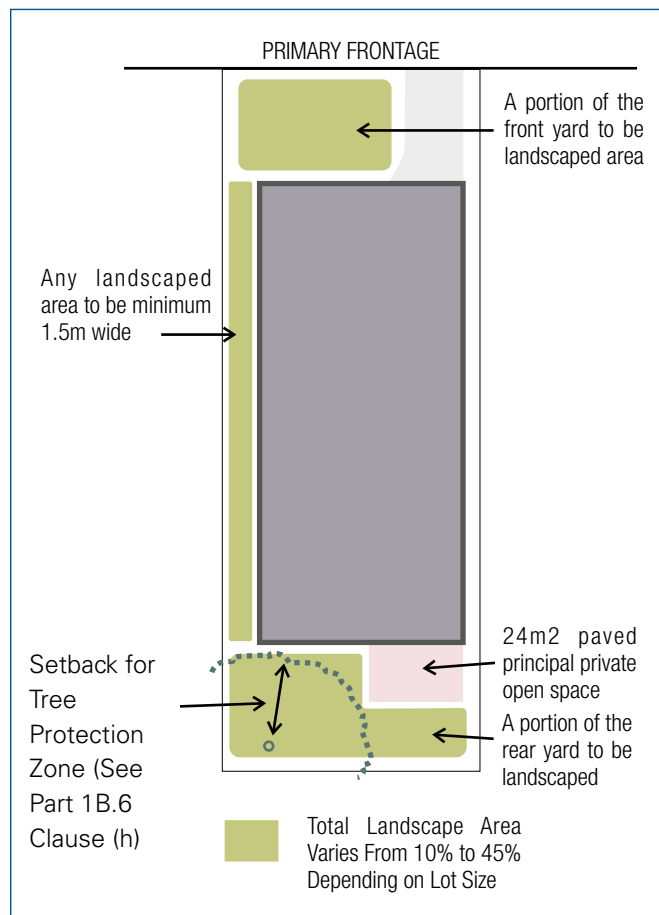 PRIMARY FRONTAGE
A portion of the
front yard to be
landscaped area
Any landscaped
area to be minimum
1.5m wide
24m2 paved
principal private
open space
Setback for
Tree
Protection
Zone (See
Part 1B.6
Clause (h)
A portion of the
rear yard to be
landscaped
Total Landscape Area
Varies From 10% to 45%
Depending on Lot Size